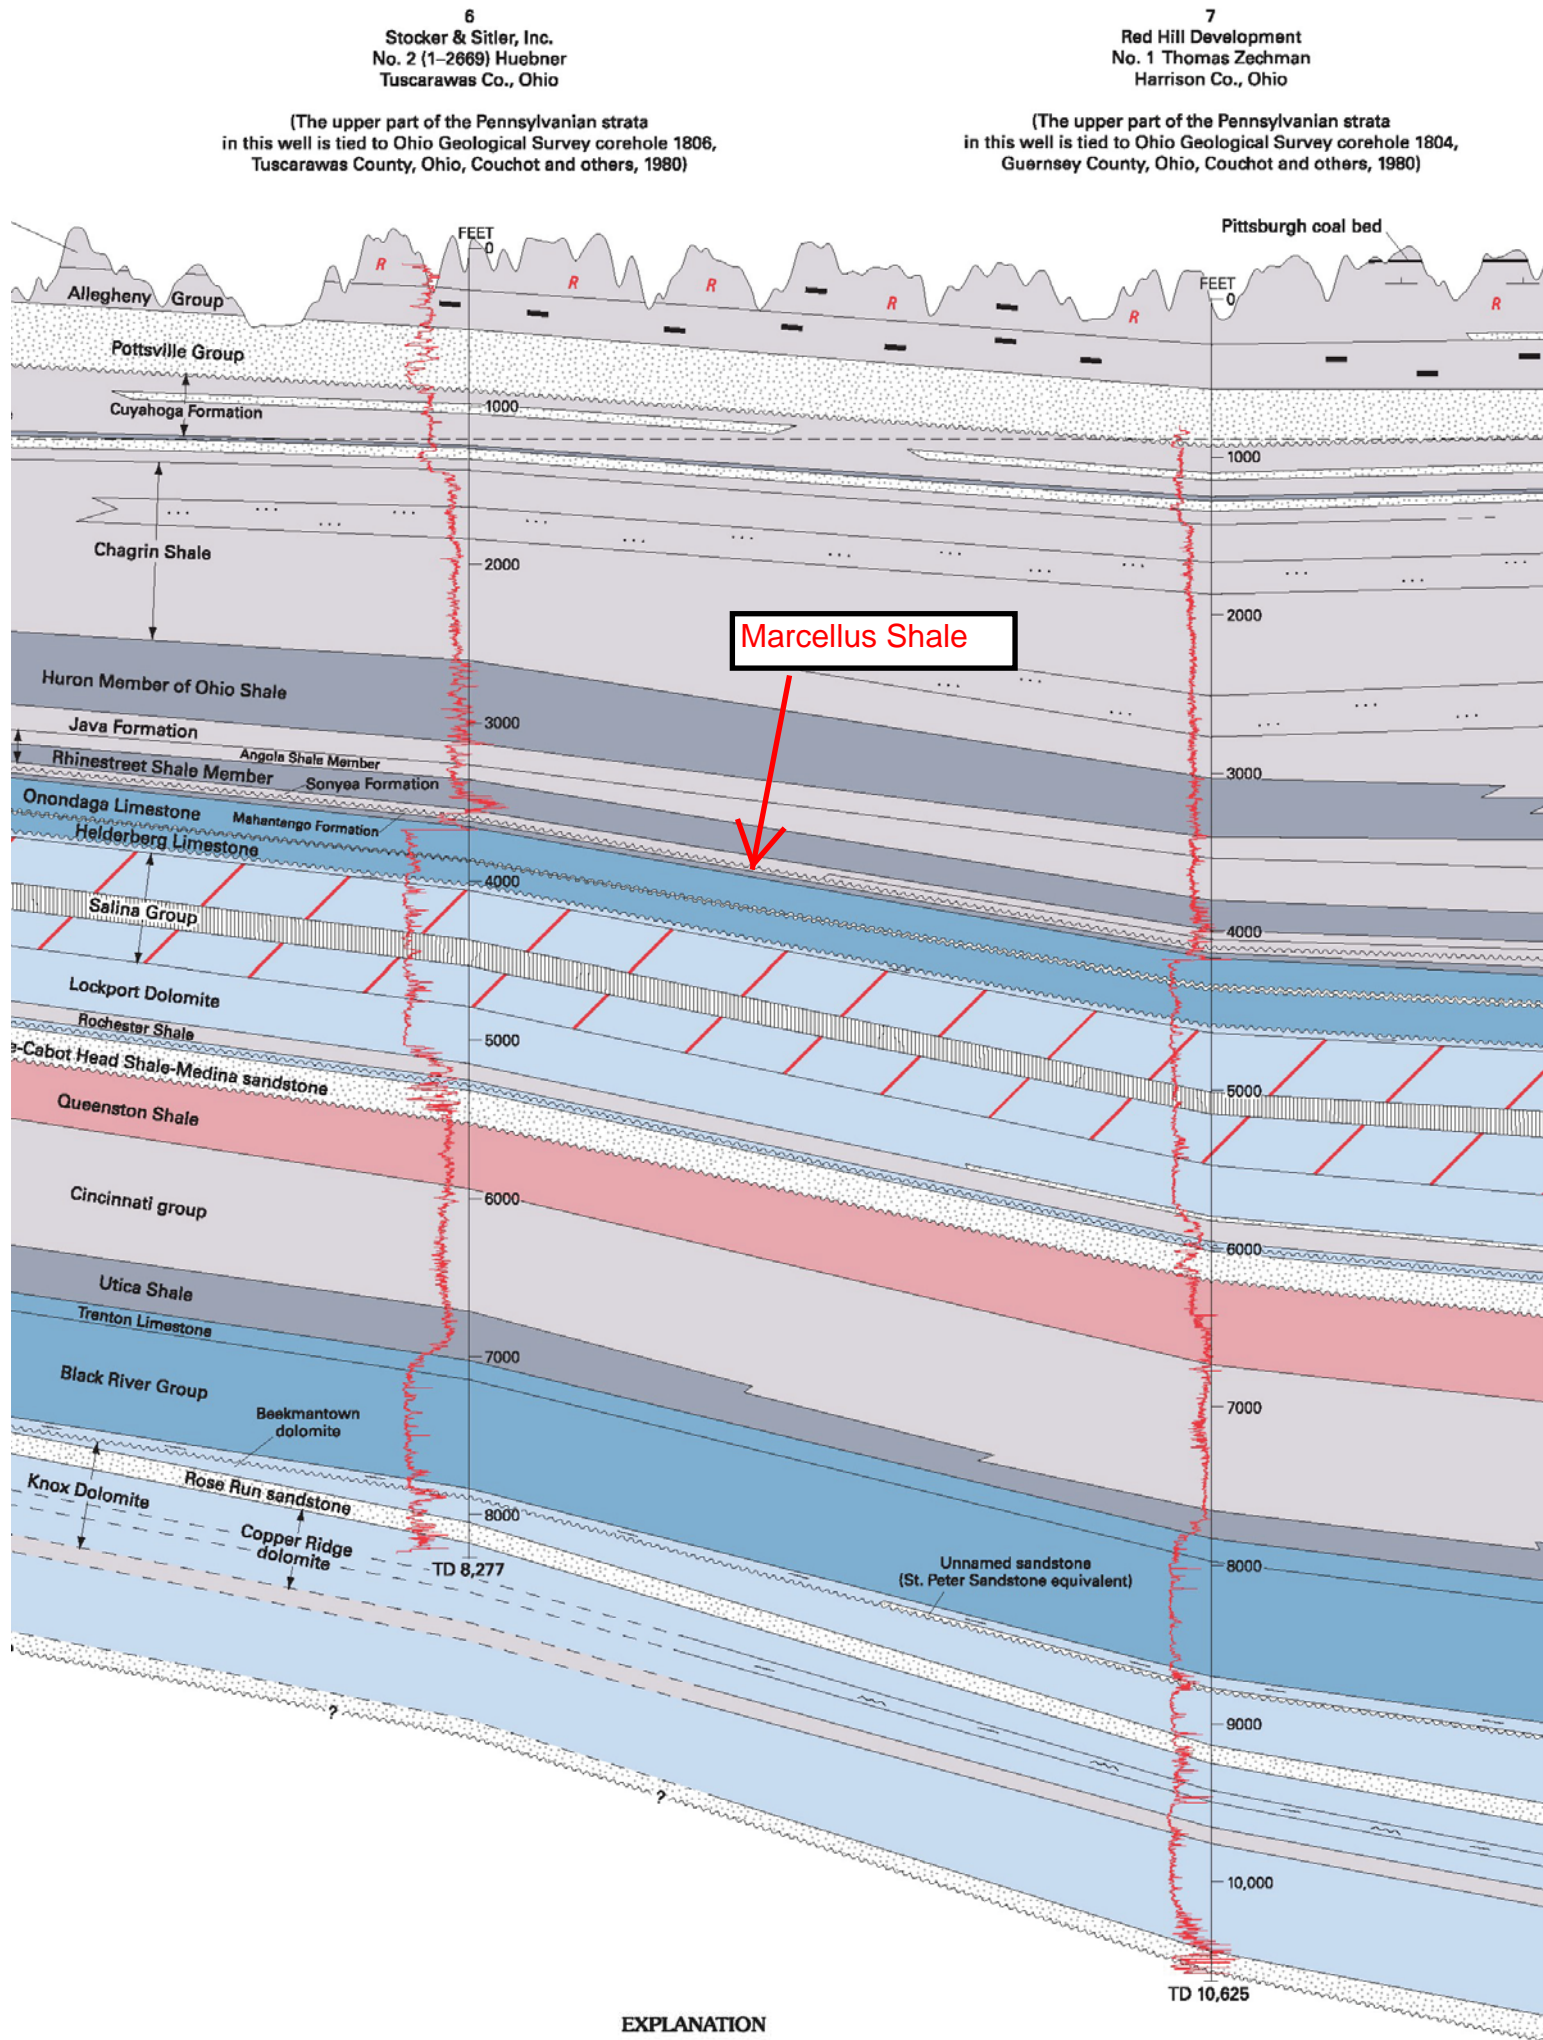 6
Stocker & Sitler, Inc.
No. 2 (1–2669) Huebner
Tuscarawas Co., Ohio
(The upper part of the Pennsylvanian strata
in this well is tied to Ohio Geological Survey corehole 1806,
Tuscarawas County, Ohio, Couchot and others, 1980)
7
Red Hill Development
No. 1 Thomas Zechman
Harrison Co., Ohio
(The upper part of the Pennsylvanian strata
in this well is tied to Ohio Geological Survey corehole 1804,
Guernsey County, Ohio, Couchot and others, 1980)
Pittsburgh coal bed
FEET
0
R
R
R
R
R
R
FEET
0
Allegheny Group
Pottsville Group
Cuyahoga Formation
1000
1000
Chagrin Shale
2000
2000
Marcellus Shale
Huron Member of Ohio Shale
Java Formation
3000
3000
Angola Shale Member
Rhinestreet Shale Member
Sonyea Formation
Onondaga Limestone
Mahantango Formation
Helderberg Limestone
4000
4000
Salina Group
Lockport Dolomite
Rochester Shale
5000
5000
e-Cabot Head Shale-Medina sandstone
Queenston Shale
6000
6000
Cincinnati group
Utica Shale
Trenton Limestone
7000
7000
Black River Group
Beekmantown
dolomite
Rose Run sandstone
Knox Dolomite
8000
8000
Copper Ridge
dolomite
TD 8,277
Unnamed sandstone
(St. Peter Sandstone equivalent)
?
?
9000
10,000
TD 10,625
EXPLANATION